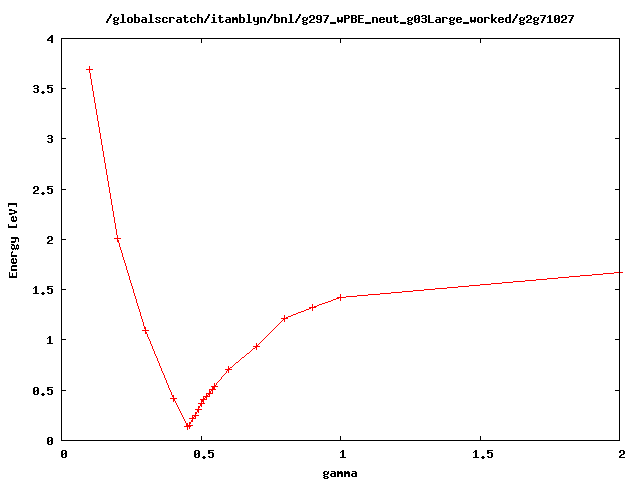 /globalscratch/itamblyn/bnl/g297_wPBE_neut_g03Large_worked/g2g71027
4
3.5
3
2.5
2
1.5
1
0.5
0
Energy [eV]
0 0.5 1 1.5 2
gamma